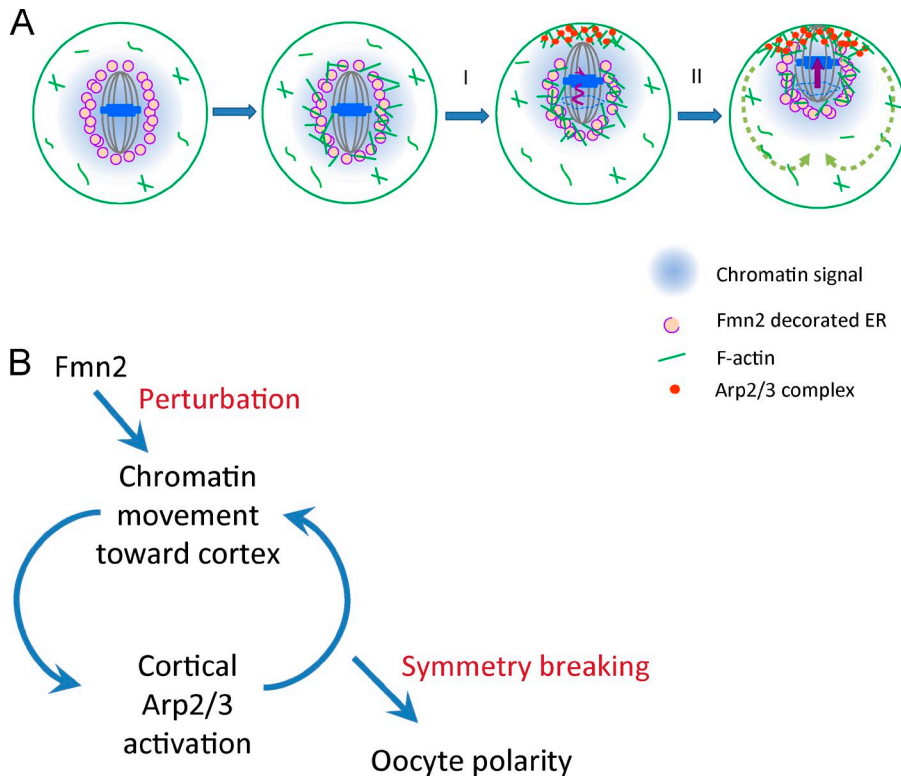 A
I
II
Chromatin signal
Fmn2 decorated ER
F-actin
Arp2/3 complex
B
Fmn2
Perturbation
Chromatin
movement
toward cortex
Cortical
Arp2/3
activation
Symmetry breaking
Oocyte polarity